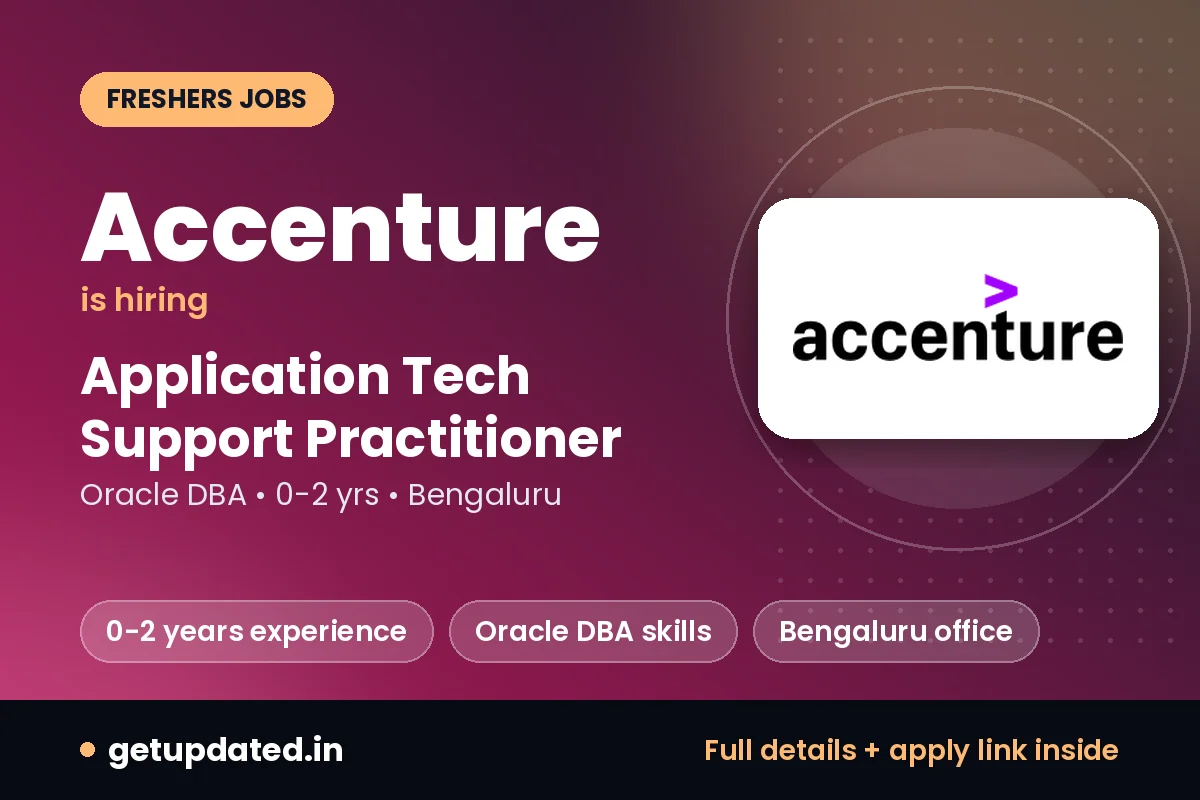 FRESHERS JOBS
Accenture
is hiring
Application Tech
Support Practitioner
Oracle DBA • 0-2 yrs • Bengaluru
>
accenture
0-2 years experience
Oracle DBA skills
Bengaluru office
getupdated.in
Full details + apply link inside